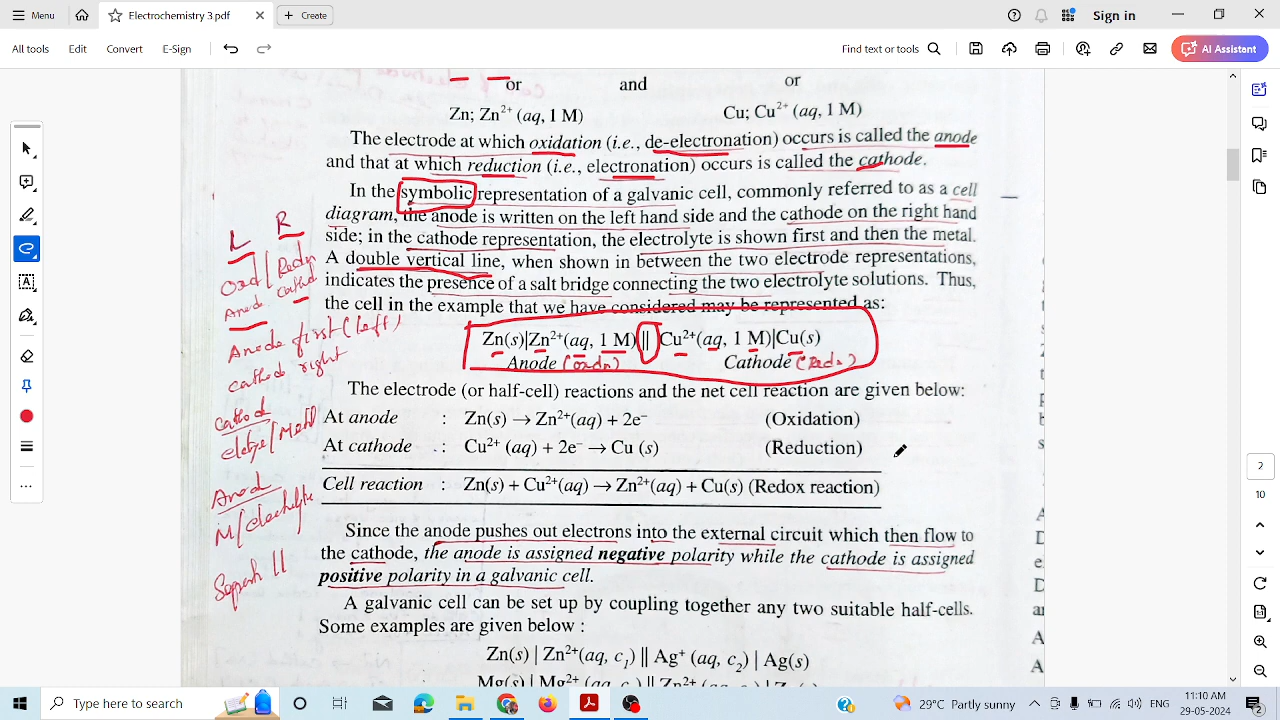 Menu
Electrochemistry 3.pdf
Create
Sign in
All tools Edit Convert E-Sign
Find text or tools
AI Assistant
or and or
Zn; Zn²⁺ (aq, 1 M) Cu; Cu²⁺ (aq, 1 M)
The electrode at which oxidation (i.e., de-electronation) occurs is called the anode
and that at which reduction (i.e., electronation) occurs is called the cathode.
In the symbolic representation of a galvanic cell, commonly referred to as a cell
diagram, the anode is written on the left hand side and the cathode on the right hand
side; in the cathode representation, the electrolyte is shown first and then the metal.
A double vertical line, when shown in between the two electrode representations,
indicates the presence of a salt bridge connecting the two electrolyte solutions. Thus,
the cell in the example that we have considered may be represented as:
Zn(s)|Zn²⁺(aq, 1 M) || Cu²⁺(aq, 1 M)|Cu(s)
Anode (Oxdn) Cathode (Redn)
The electrode (or half-cell) reactions and the net cell reaction are given below:
At anode : Zn(s) → Zn²⁺(aq) + 2e⁻ (Oxidation)
At cathode : Cu²⁺ (aq) + 2e⁻ → Cu (s) (Reduction)
Cell reaction : Zn(s) + Cu²⁺(aq) → Zn²⁺(aq) + Cu(s) (Redox reaction)
Since the anode pushes out electrons into the external circuit which then flow to
the cathode, the anode is assigned negative polarity while the cathode is assigned
positive polarity in a galvanic cell.
A galvanic cell can be set up by coupling together any two suitable half-cells.
Some examples are given below :
Zn(s) | Zn²⁺(aq, c₁) || Ag⁺ (aq, c₂) | Ag(s)
L R
Anode
Anode first (left)
cathode right
2
10
Type here to search
29°C Partly sunny
11:10 AM
29-05-2024